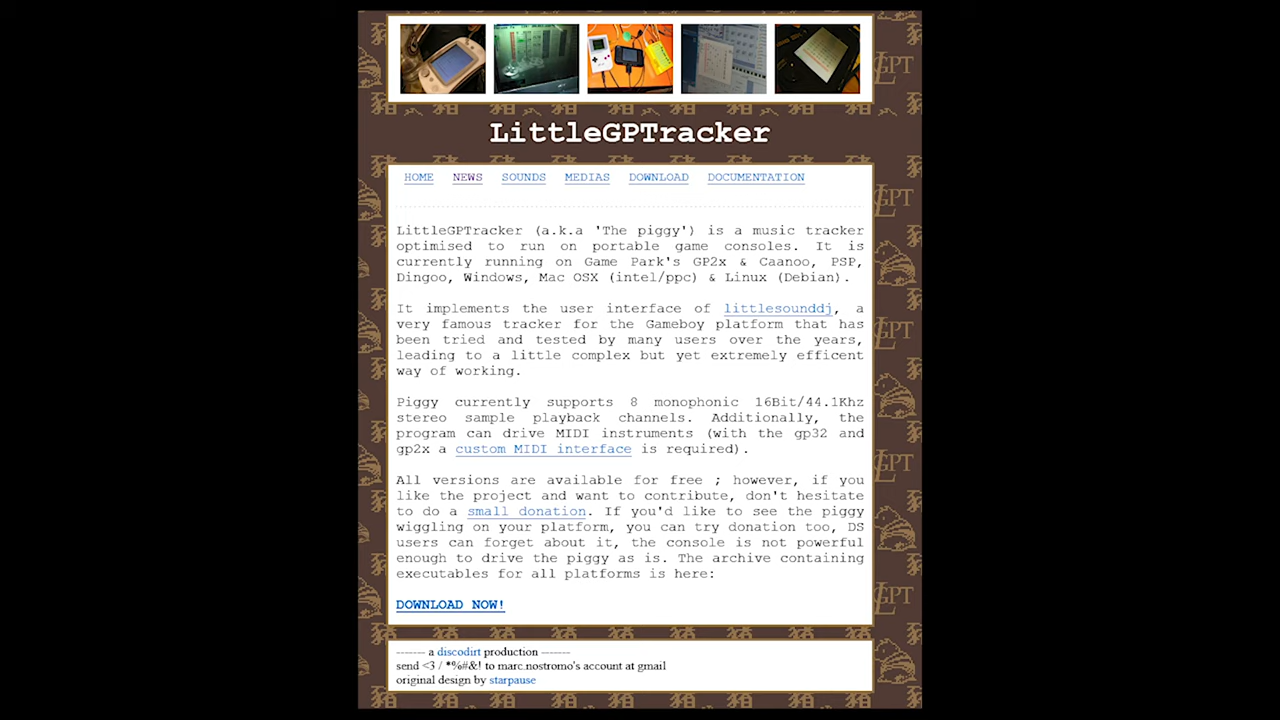 LittleGPTracker
HOME NEWS SOUNDS MEDIAS DOWNLOAD DOCUMENTATION
LittleGPTracker (a.k.a 'The piggy') is a music tracker
optimised to run on portable game consoles. It is
currently running on Game Park's GP2x & Caanoo, PSP,
Dingoo, Windows, Mac OSX (intel/ppc) & Linux (Debian).
It implements the user interface of littlesounddj, a
very famous tracker for the Gameboy platform that has
been tried and tested by many users over the years,
leading to a little complex but yet extremely efficent
way of working.
Piggy currently supports 8 monophonic 16Bit/44.1Khz
stereo sample playback channels. Additionally, the
program can drive MIDI instruments (with the gp32 and
gp2x a custom MIDI interface is required).
All versions are available for free ; however, if you
like the project and want to contribute, don't hesitate
to do a small donation. If you'd like to see the piggy
wiggling on your platform, you can try donation too, DS
users can forget about it, the console is not powerful
enough to drive the piggy as is. The archive containing
executables for all platforms is here:
DOWNLOAD NOW!
------- a discodirt production -------
send <3 / *%#&! to marc.nostromo's account at gmail
original design by starpause